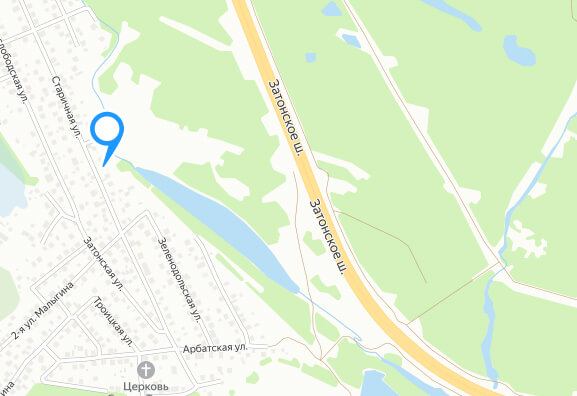 Слободская ул.
Старичная ул.
Затонское ш.
Затонское ш.
Затонская ул.
Зеленодольская ул.
2-я ул. Малыгина
Троицкая ул.
Арбатская ул.
Церковь